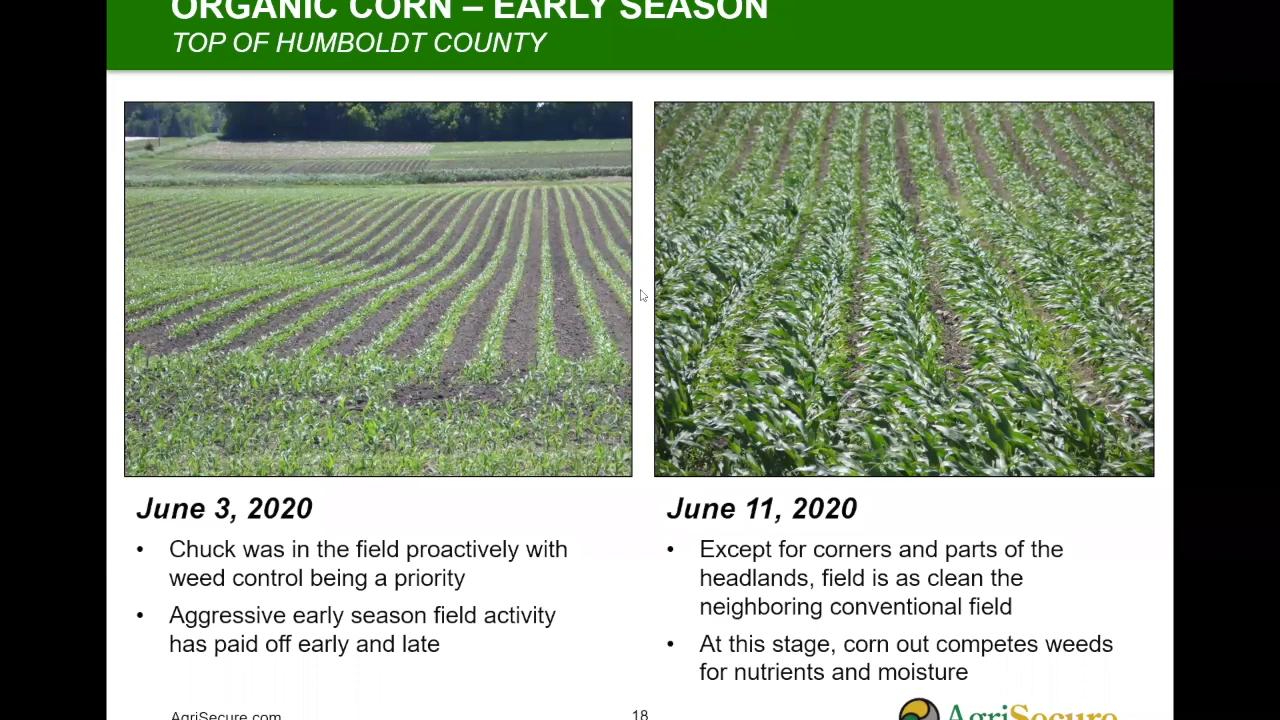 ORGANIC CORN – EARLY SEASON
TOP OF HUMBOLDT COUNTY
June 3, 2020
• Chuck was in the field proactively with
weed control being a priority
• Aggressive early season field activity
has paid off early and late
June 11, 2020
• Except for corners and parts of the
headlands, field is as clean the
neighboring conventional field
• At this stage, corn out competes weeds
for nutrients and moisture
AgriSecure.com
18
AgriSecure